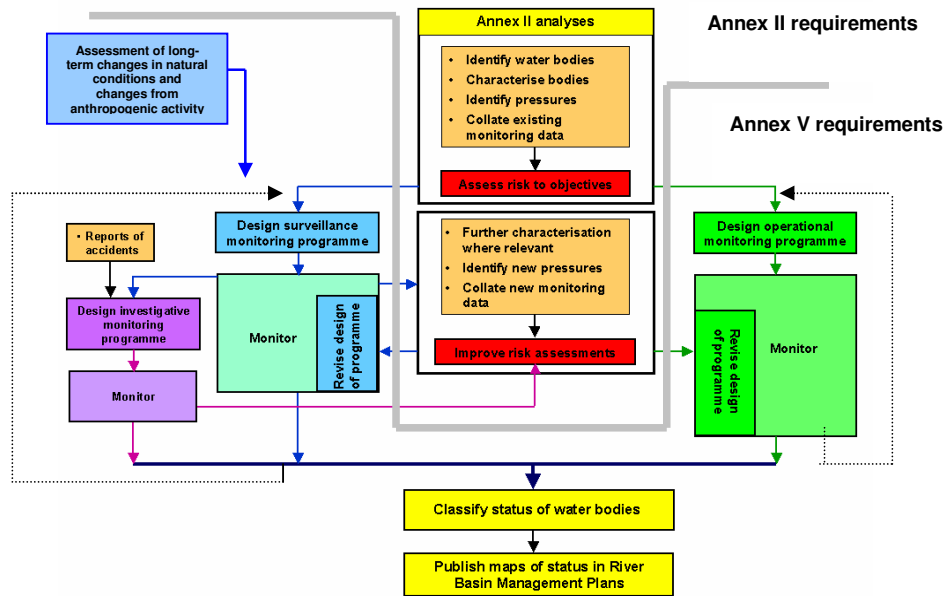 Annex II analyses
Annex II requirements
Assessment of long-
term changes in natural
conditions and
changes from
anthropogenic activity
• Identify water bodies
• Characterise bodies
• Identify pressures
• Collate existing
monitoring data
Annex V requirements
Assess risk to objectives
Design surveillance
monitoring programme
Design operational
monitoring programme
• Reports of
accidents
• Further characterisation
where relevant
• Identify new pressures
• Collate new monitoring
data
Design investigative
monitoring
programme
Monitor
Revise design
of programme
Improve risk assessments
Revise design
of programme
Monitor
Monitor
Classify status of water bodies
Publish maps of status in River
Basin Management Plans